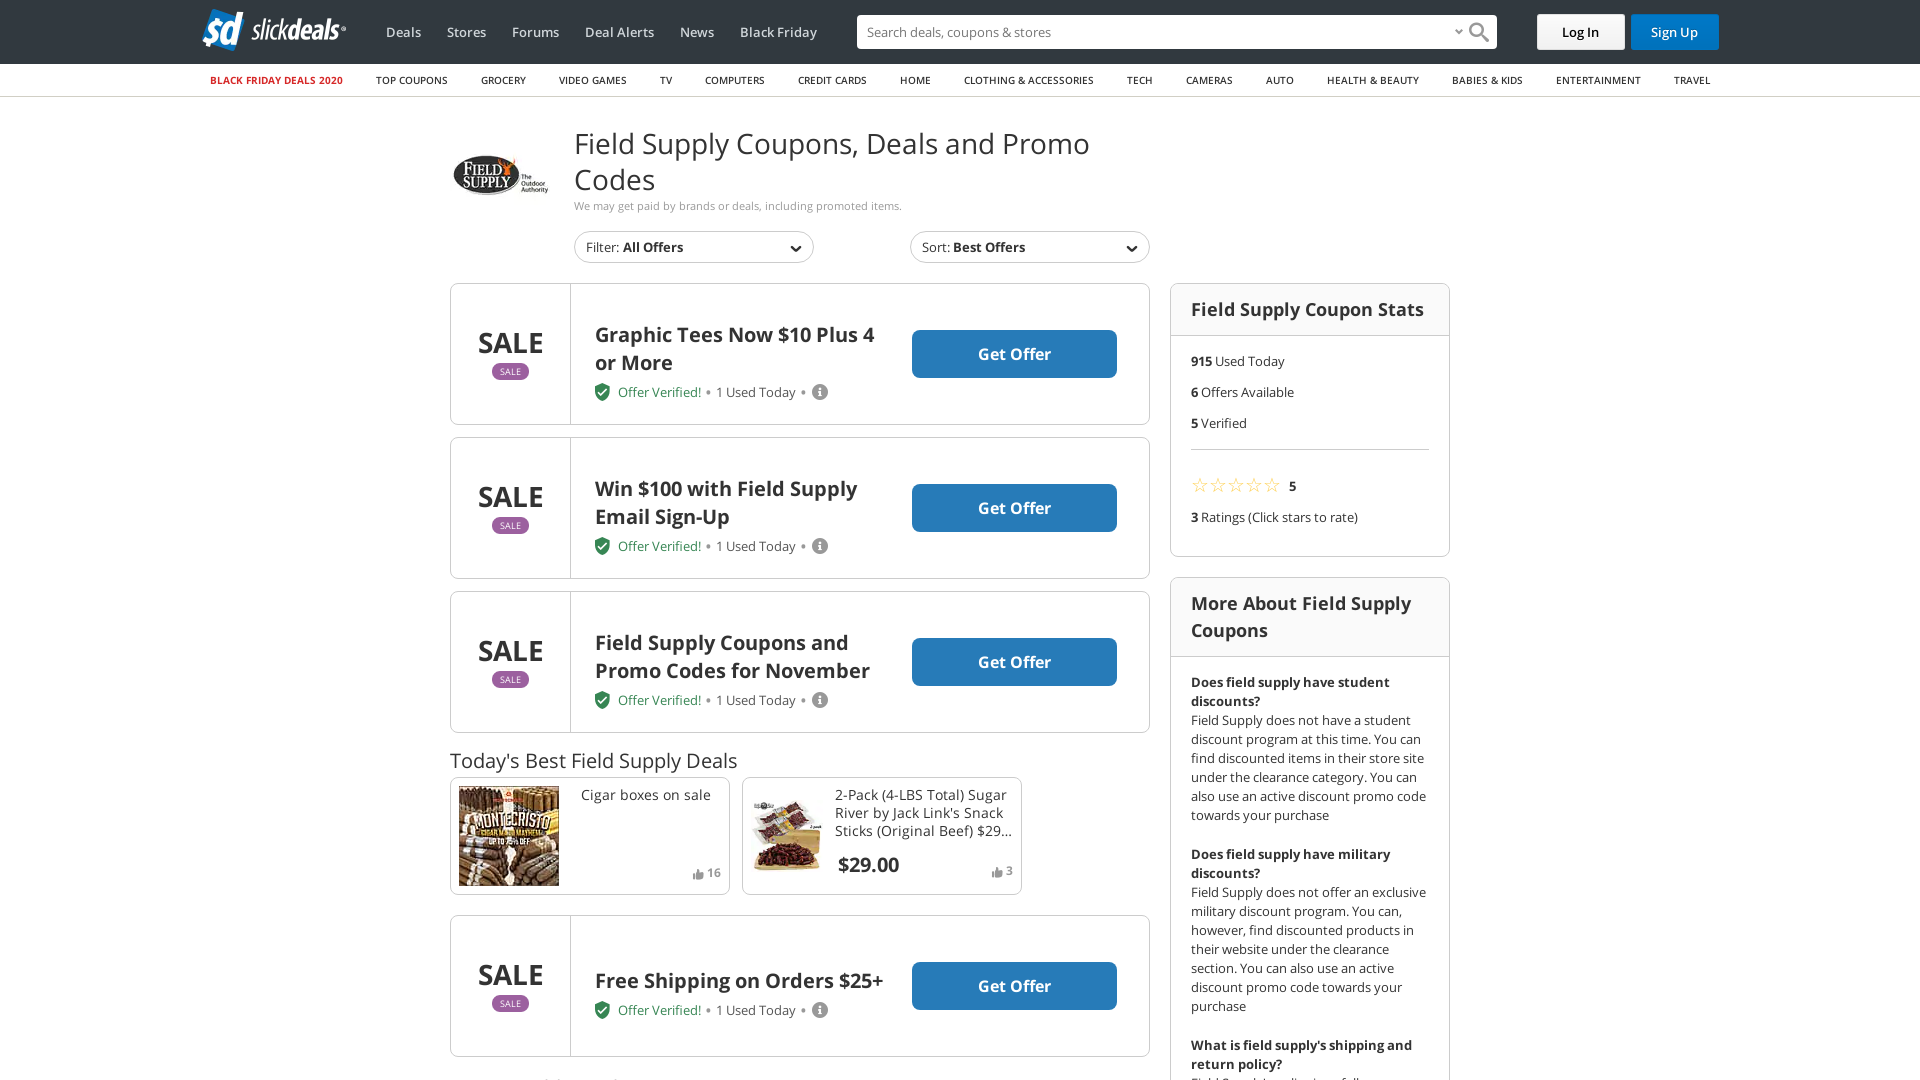 sd slickdeals®
Deals
Stores
Forums
Deal Alerts
News
Black Friday
Search deals, coupons & stores
Log In
Sign Up
BLACK FRIDAY DEALS 2020
TOP COUPONS
GROCERY
VIDEO GAMES
TV
COMPUTERS
CREDIT CARDS
HOME
CLOTHING & ACCESSORIES
TECH
CAMERAS
AUTO
HEALTH & BEAUTY
BABIES & KIDS
ENTERTAINMENT
TRAVEL
FIELD
SUPPLY
The
Outdoor
Authority
Field Supply Coupons, Deals and Promo
Codes
We may get paid by brands or deals, including promoted items.
Filter: All Offers
Sort: Best Offers
SALE
SALE
Graphic Tees Now $10 Plus 4
or More
Offer Verified! • 1 Used Today •
Get Offer
SALE
SALE
Win $100 with Field Supply
Email Sign-Up
Offer Verified! • 1 Used Today •
Get Offer
SALE
SALE
Field Supply Coupons and
Promo Codes for November
Offer Verified! • 1 Used Today •
Get Offer
Today's Best Field Supply Deals
MONTECRISTO
CIGAR MANIA MAYHEM
UP TO 75% OFF
Cigar boxes on sale
16
2-Pack (4-LBS Total) Sugar
River by Jack Link's Snack
Sticks (Original Beef) $29...
$29.00
3
SALE
SALE
Free Shipping on Orders $25+
Offer Verified! • 1 Used Today •
Get Offer
Field Supply Coupon Stats
915 Used Today
6 Offers Available
5 Verified
☆☆☆☆☆ 5
3 Ratings (Click stars to rate)
More About Field Supply
Coupons
Does field supply have student
discounts?
Field Supply does not have a student
discount program at this time. You can
find discounted items in their store site
under the clearance category. You can
also use an active discount promo code
towards your purchase
Does field supply have military
discounts?
Field Supply does not offer an exclusive
military discount program. You can,
however, find discounted products in
their website under the clearance
section. You can also use an active
discount promo code towards your
purchase
What is field supply's shipping and
return policy?